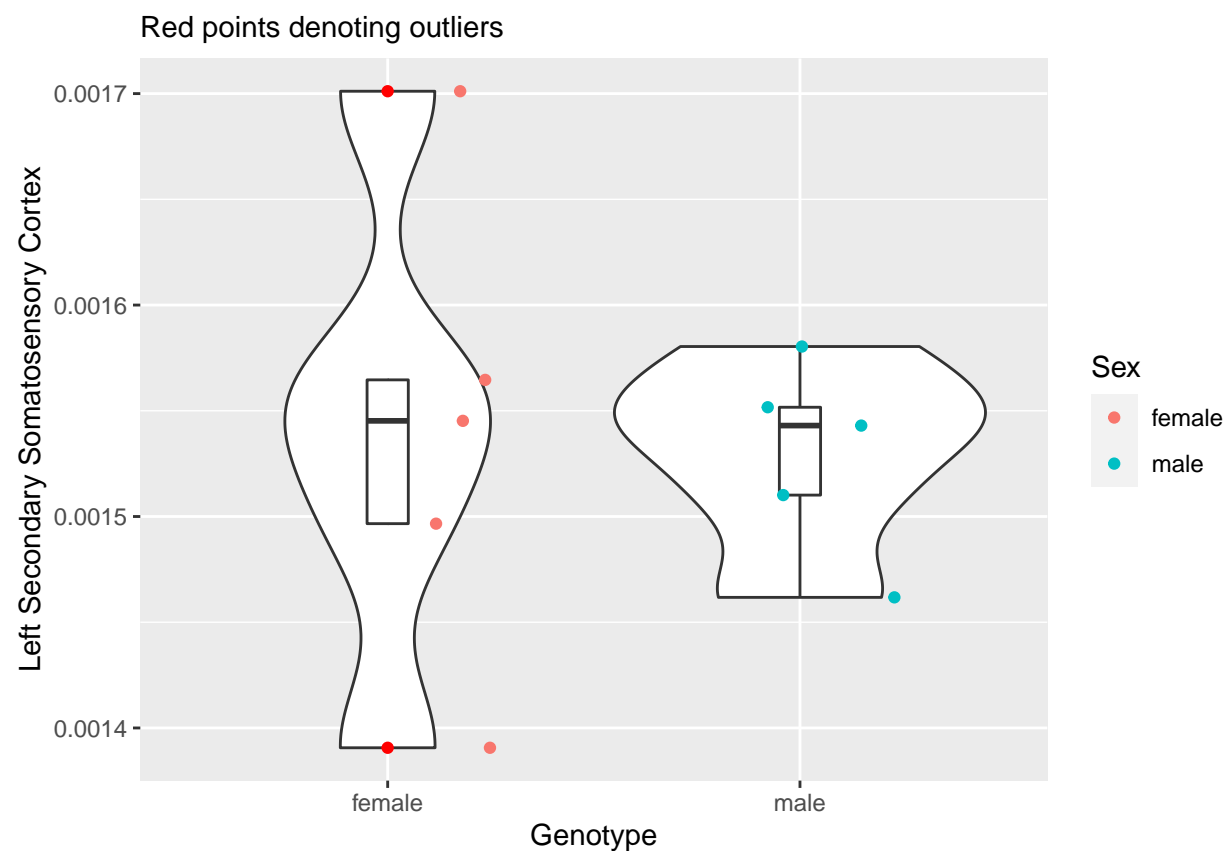 Red points denoting outliers
Left Secondary Somatosensory Cortex
0.0017
0.0016
0.0015
0.0014
female
male
Genotype
Sex
female
male